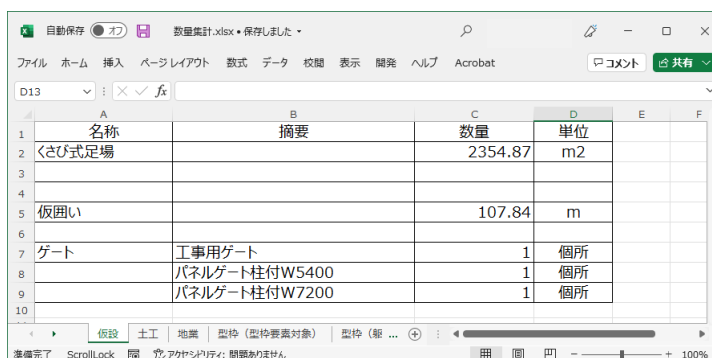 自動保存 オフ 数量集計.xlsx • 保存しました
ファイル ホーム 挿入 ページ レイアウト 数式 データ 校閲 表示 開発 ヘルプ Acrobat コメント 共有
D13 fx
A B C D E F
1 名称 摘要 数量 単位
2 くさび式足場 2354.87 m2
3
4
5 仮囲い 107.84 m
6
7 ゲート 工事用ゲート 1 個所
8 パネルゲート柱付W5400 1 個所
9 パネルゲート柱付W7200 1 個所
10
仮設 土工 地業 型枠（型枠要素対象） 型枠（躯 ...
準備完了 ScrollLock アクセシビリティ: 問題ありません 100%